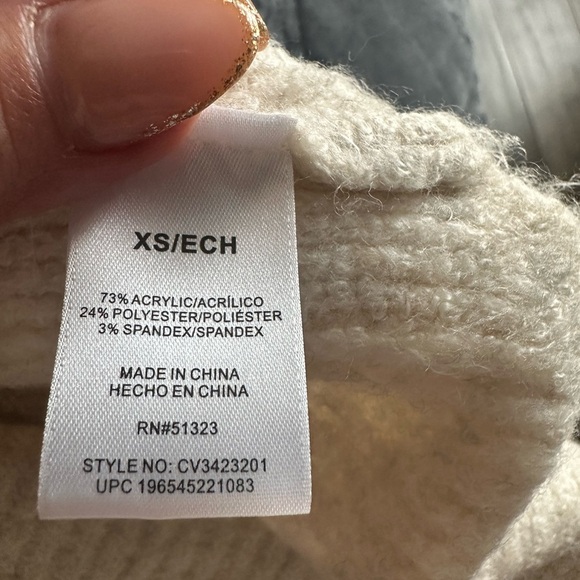 XS/ECH
73% ACRYLIC/ACRÍLICO
24% POLYESTER/POLIÉSTER
3% SPANDEX/SPANDEX
MADE IN CHINA
HECHO EN CHINA
RN#51323
STYLE NO: CV3423201
UPC 196545221083